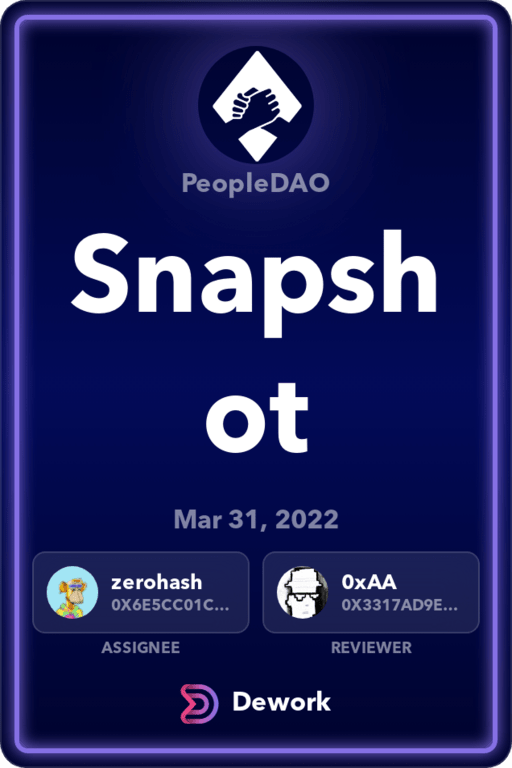 PeopleDAO
Snapsh
ot
Mar 31, 2022
zerohash
0X6E5CC01C...
0xAA
0X3317AD9E...
ASSIGNEE
REVIEWER
Dework